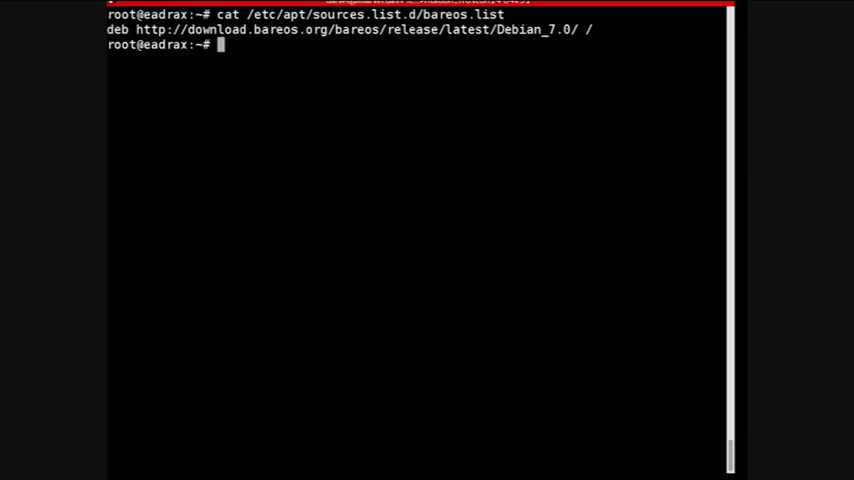 root@eadrax:~# cat /etc/apt/sources.list.d/bareos.list
deb http://download.bareos.org/bareos/release/latest/Debian_7.0/ /
root@eadrax:~#